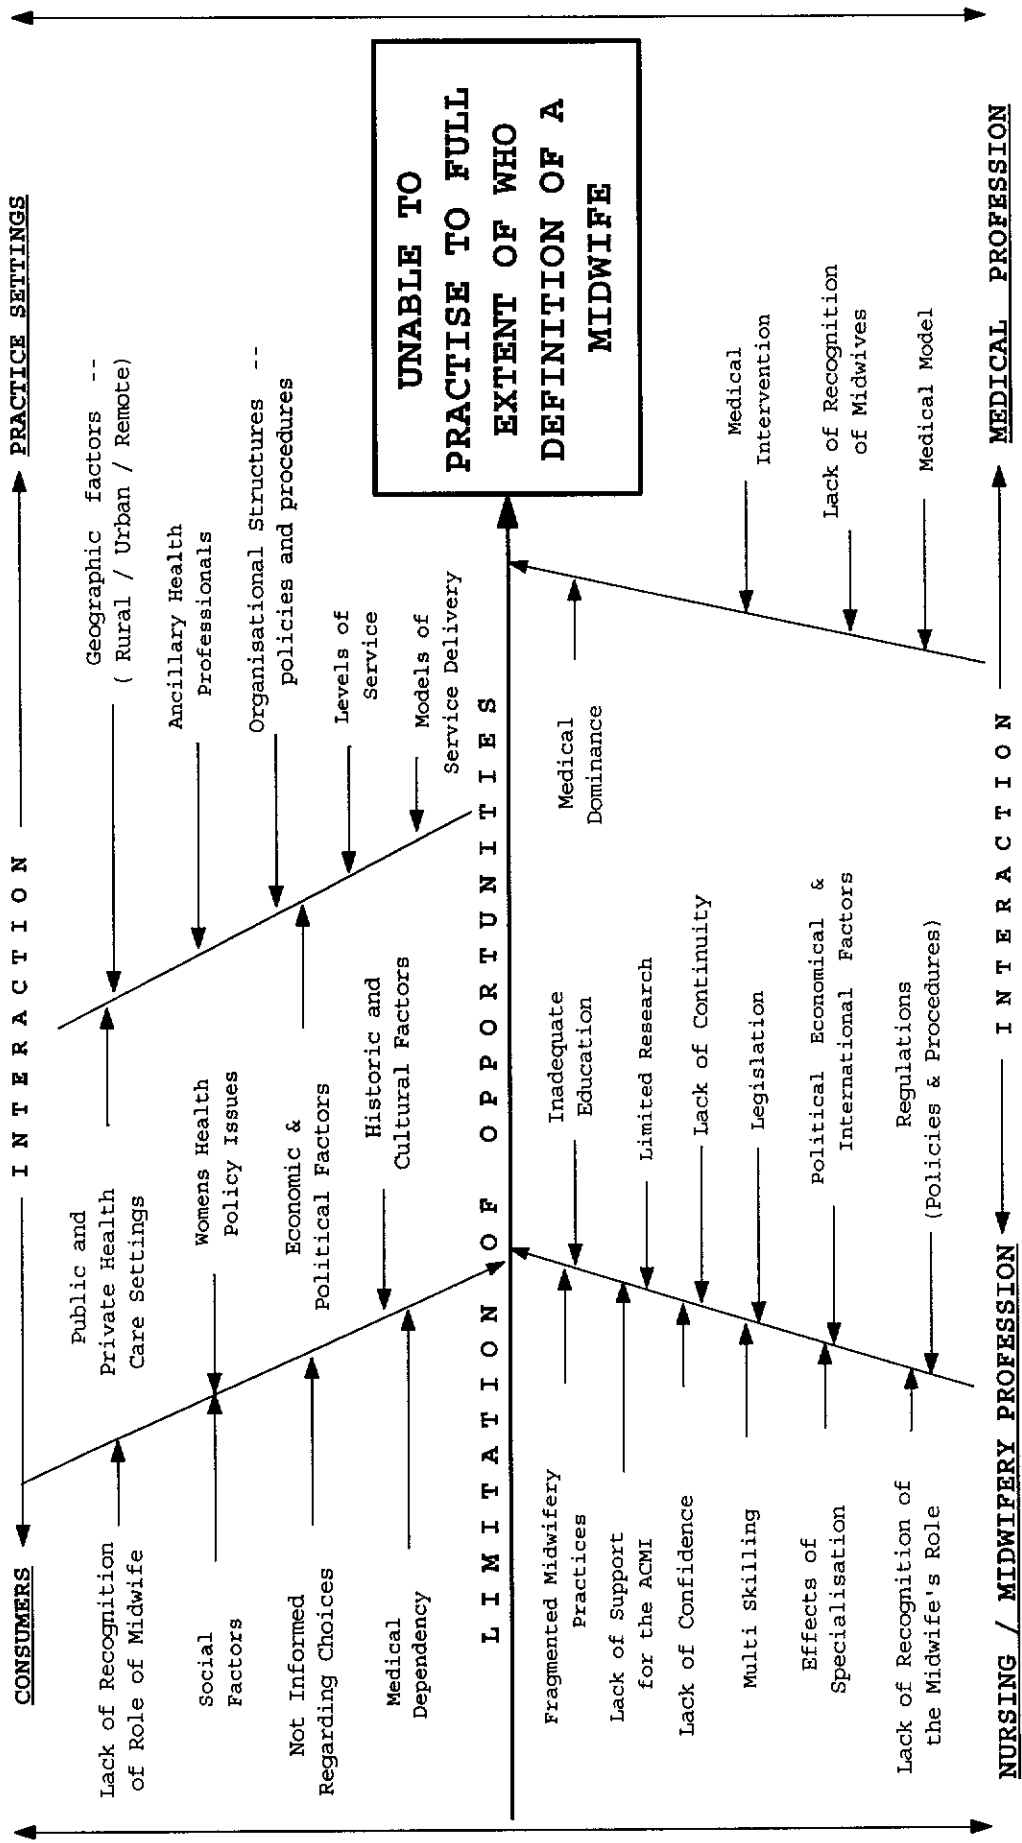 CONSUMERS
I N T E R A C T I O N
PRACTICE SETTINGS
Lack of Recognition
of Role of Midwife
Social
Factors
Not Informed
Regarding Choices
Medical
Dependency
Womens Health
Policy Issues
Historic and
Cultural Factors
Public and
Private Health
Care Settings
Economic &
Political Factors
Geographic factors --
( Rural / Urban / Remote)
Ancillary Health
Professionals
Organisational Structures --
policies and procedures
Levels of
Service
Models of
Service Delivery
L I M I T A T I O N O F O P P O R T U N I T I E S
UNABLE TO
PRACTISE TO FULL
EXTENT OF WHO
DEFINITION OF A
MIDWIFE
Fragmented Midwifery
Practices
Lack of Support
for the ACMI
Lack of Confidence
Multi Skilling
Effects of
Specialisation
Lack of Recognition of
the Midwife's Role
Inadequate
Education
Limited Research
Lack of Continuity
Legislation
Political Economical &
International Factors
Regulations
(Policies & Procedures)
Medical
Dominance
Medical
Intervention
Lack of Recognition
of Midwives
Medical Model
NURSING / MIDWIFERY PROFESSION
I N T E R A C T I O N
MEDICAL PROFESSION